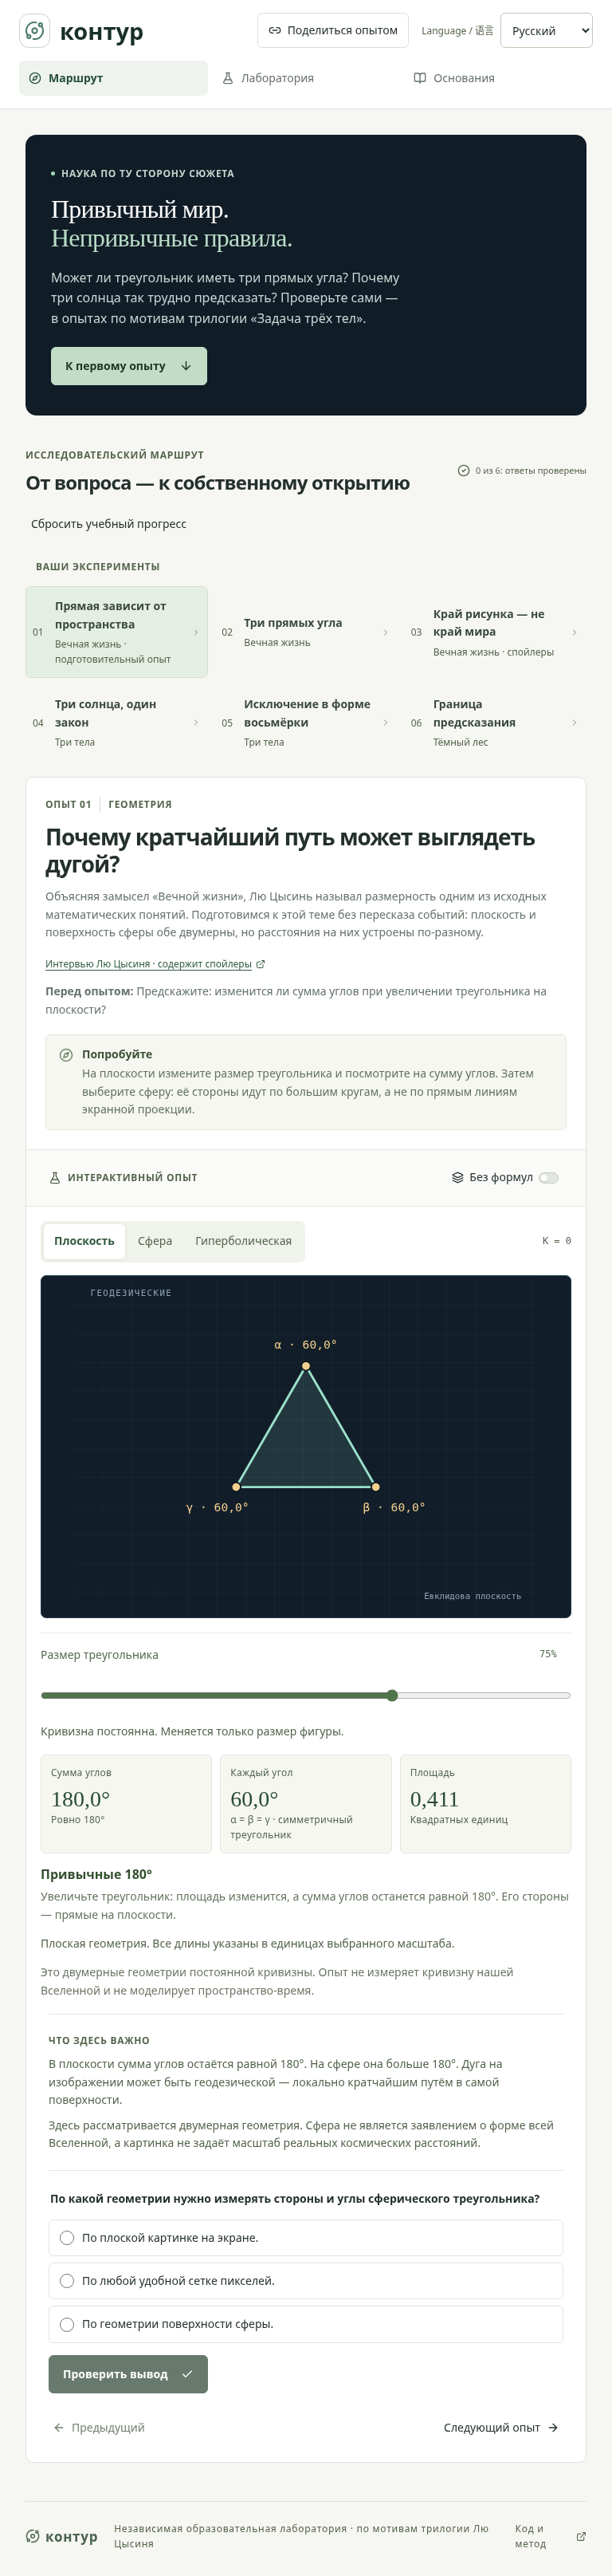 контур
Поделиться опытом
Language / 语言
Русский
Маршрут
Лаборатория
Основания
НАУКА ПО ТУ СТОРОНУ СЮЖЕТА
Привычный мир.
Непривычные правила.
Может ли треугольник иметь три прямых угла? Почему
три солнца так трудно предсказать? Проверьте сами —
в опытах по мотивам трилогии «Задача трёх тел».
К первому опыту
ИССЛЕДОВАТЕЛЬСКИЙ МАРШРУТ
От вопроса — к собственному открытию
0 из 6: ответы проверены
Сбросить учебный прогресс
ВАШИ ЭКСПЕРИМЕНТЫ
01
Прямая зависит от
пространства
Вечная жизнь ·
подготовительный опыт
02
Три прямых угла
Вечная жизнь
03
Край рисунка — не
край мира
Вечная жизнь · спойлеры
04
Три солнца, один
закон
Три тела
05
Исключение в форме
восьмёрки
Три тела
06
Граница
предсказания
Тёмный лес
ОПЫТ 01
ГЕОМЕТРИЯ
Почему кратчайший путь может выглядеть
дугой?
Объясняя замысел «Вечной жизни», Лю Цысинь называл размерность одним из исходных
математических понятий. Подготовимся к этой теме без пересказа событий: плоскость и
поверхность сферы обе двумерны, но расстояния на них устроены по-разному.
Интервью Лю Цысиня · содержит спойлеры
Перед опытом: Предскажите: изменится ли сумма углов при увеличении треугольника на
плоскости?
Попробуйте
На плоскости измените размер треугольника и посмотрите на сумму углов. Затем
выберите сферу: её стороны идут по большим кругам, а не по прямым линиям
экранной проекции.
ИНТЕРАКТИВНЫЙ ОПЫТ
Без формул
Плоскость
Сфера
Гиперболическая
K = 0
ГЕОДЕЗИЧЕСКИЕ
α · 60,0°
γ · 60,0°
β · 60,0°
Евклидова плоскость
Размер треугольника
75%
Кривизна постоянна. Меняется только размер фигуры.
Сумма углов
180,0°
Ровно 180°
Каждый угол
60,0°
α = β = γ · симметричный
треугольник
Площадь
0,411
Квадратных единиц
Привычные 180°
Увеличьте треугольник: площадь изменится, а сумма углов останется равной 180°. Его стороны
— прямые на плоскости.
Плоская геометрия. Все длины указаны в единицах выбранного масштаба.
Это двумерные геометрии постоянной кривизны. Опыт не измеряет кривизну нашей
Вселенной и не моделирует пространство-время.
ЧТО ЗДЕСЬ ВАЖНО
В плоскости сумма углов остаётся равной 180°. На сфере она больше 180°. Дуга на
изображении может быть геодезической — локально кратчайшим путём в самой
поверхности.
Здесь рассматривается двумерная геометрия. Сфера не является заявлением о форме всей
Вселенной, а картинка не задаёт масштаб реальных космических расстояний.
По какой геометрии нужно измерять стороны и углы сферического треугольника?
По плоской картинке на экране.
По любой удобной сетке пикселей.
По геометрии поверхности сферы.
Проверить вывод
Предыдущий
Следующий опыт
контур
Независимая образовательная лаборатория · по мотивам трилогии Лю
Цысиня
Код и
метод